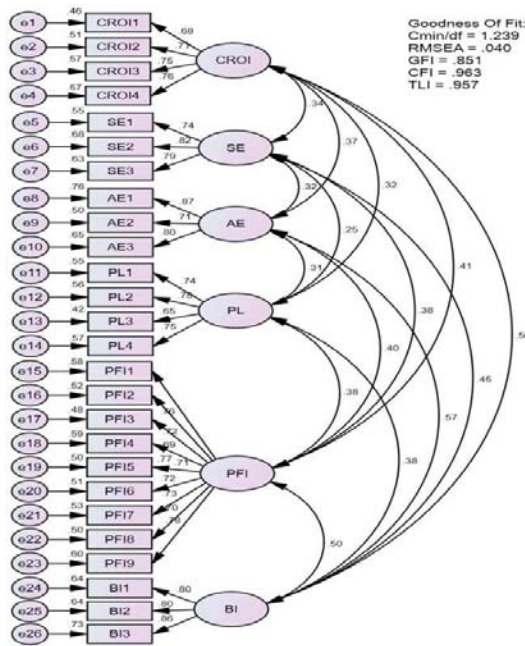 Goodness Of Fit:
Cmin/df = 1.239
RMSEA = .040
GFI = .851
CFI = .963
TLI = .957
e1 .46 CROI1 .68
e2 .51 CROI2 .77
e3 .57 CROI3 .75 CROI
e4 .57 CROI4 .76
.34
e5 .55 SE1 .74
e6 .68 SE2 .82 SE
e7 .63 SE3 .79
.37
.32
.32
e8 .76 AE1 .87
e9 .50 AE2 .71 AE
e10 .65 AE3 .80
.25
.31
.41
e11 .55 PL1 .74
e12 .56 PL2 .75 PL
e13 .42 PL3 .65
e14 .57 PL4 .75
.38
.40
.45
e15 .58 PFI1 .76
e16 .52 PFI2 .72
e17 .48 PFI3 .69
e18 .59 PFI4 .77
e19 .50 PFI5 .71 PFI
e20 .51 PFI6 .72
e21 .53 PFI7 .73
e22 .50 PFI8 .70
e23 .60 PFI9
.38
.57
.38
.50
e24 .64 BI1 .80
e25 .64 BI2 .80 BI
e26 .73 BI3 .86